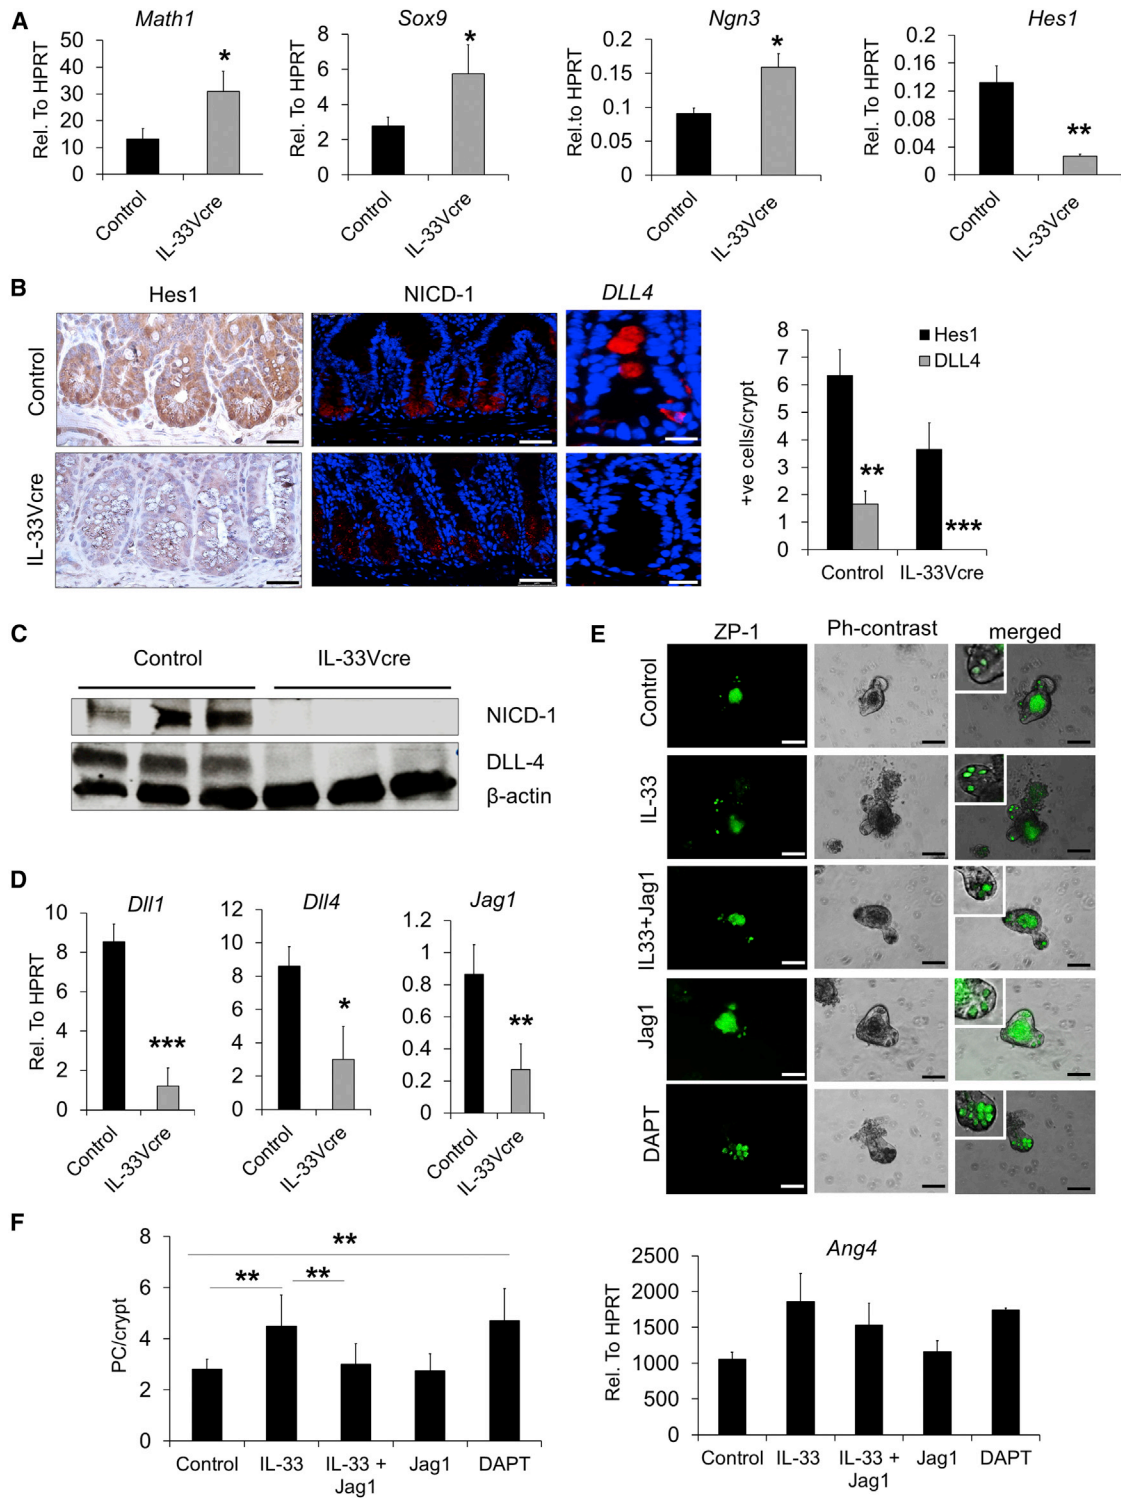 A
Math1
Rel. To HPRT
50
40
30
20
10
0
*
Control
IL-33Vcre
Sox9
8
6
4
2
0
*
Control
IL-33Vcre
Ngn3
Rel.to HPRT
0.2
0.15
0.1
0.05
0
*
Control
IL-33Vcre
Hes1
Rel. To HPRT
0.2
0.16
0.12
0.08
0.04
0
**
Control
IL-33Vcre
B
Hes1
NICD-1
DLL4
Control
IL-33Vcre
+ve cells/crypt
8
7
6
5
4
3
2
1
0
Hes1
DLL4
**
***
Control
IL-33Vcre
C
Control
IL-33Vcre
NICD-1
DLL-4
β-actin
D
Dll1
Rel. To HPRT
10
8
6
4
2
0
***
Control
IL-33Vcre
Dll4
12
10
8
6
4
2
0
*
Control
IL-33Vcre
Jag1
1.2
1
0.8
0.6
0.4
0.2
0
**
Control
IL-33Vcre
E
ZP-1
Ph-contrast
merged
Control
IL-33
IL33+Jag1
Jag1
DAPT
F
PC/crypt
8
6
4
2
0
**
**
**
Control
IL-33
IL-33 +
Jag1
Jag1
DAPT
Ang4
Rel. To HPRT
2500
2000
1500
1000
500
0
Control
IL-33
IL-33 +
Jag1
Jag1
DAPT